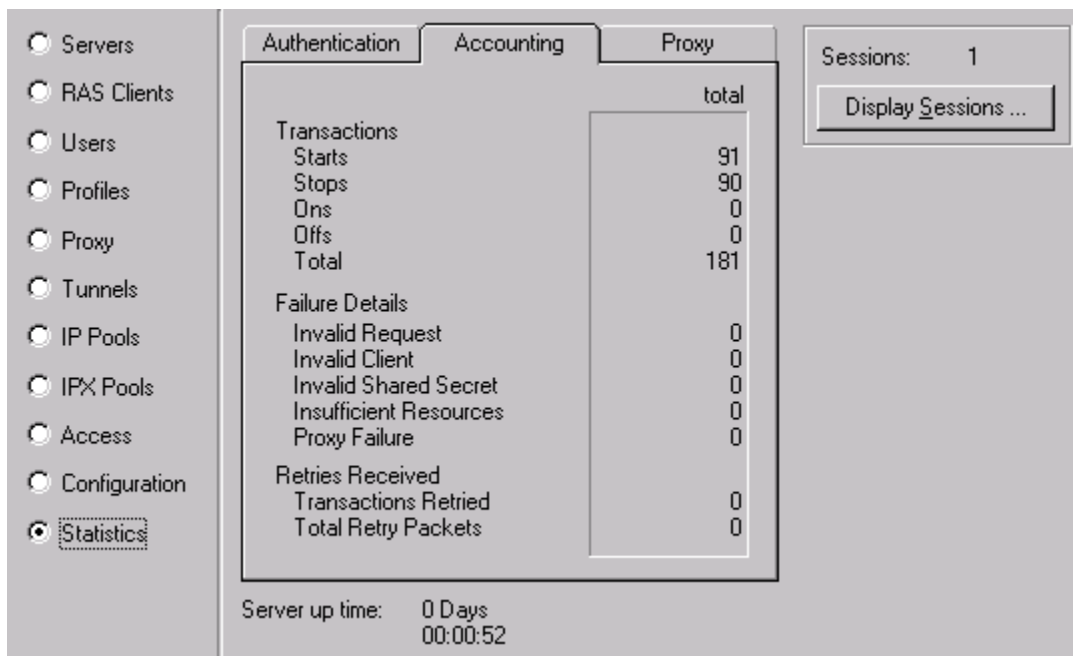 Servers
RAS Clients
Users
Profiles
Proxy
Tunnels
IP Pools
IPX Pools
Access
Configuration
Statistics
Authentication Accounting Proxy
total
Transactions
Starts 91
Stops 90
Ons 0
Offs 0
Total 181
Failure Details
Invalid Request 0
Invalid Client 0
Invalid Shared Secret 0
Insufficient Resources 0
Proxy Failure 0
Retries Received
Transactions Retried 0
Total Retry Packets 0
Server up time: 0 Days
00:00:52
Sessions: 1
Display Sessions ...